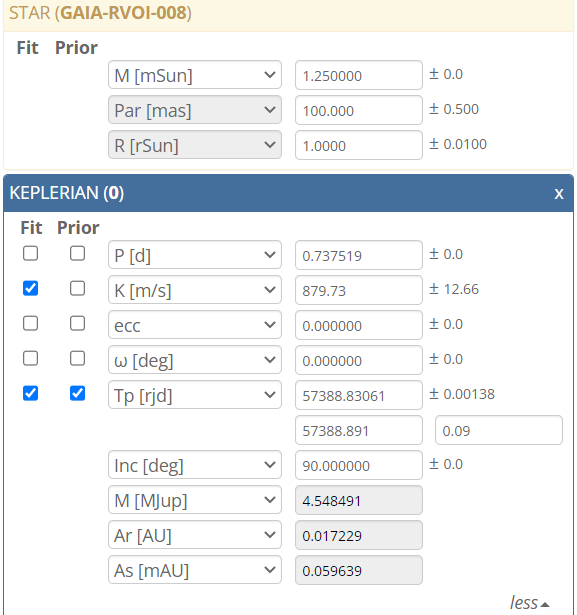 STAR (GAIA-RVOI-008)
Fit Prior
M [mSun] 1.250000 ± 0.0
Par [mas] 100.000 ± 0.500
R [rSun] 1.0000 ± 0.0100
KEPLERIAN (0) x
Fit Prior
P [d] 0.737519 ± 0.0
K [m/s] 879.73 ± 12.66
ecc 0.000000 ± 0.0
ω [deg] 0.000000 ± 0.0
Tp [rjd] 57388.83061 ± 0.00138
57388.891 0.09
Inc [deg] 90.000000 ± 0.0
M [MJup] 4.548491
Ar [AU] 0.017229
As [mAU] 0.059639
less